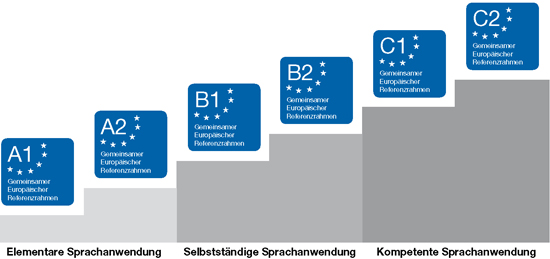 C2
Gemeinsamer
Europäischer
Referenzrahmen
C1
Gemeinsamer
Europäischer
Referenzrahmen
B2
Gemeinsamer
Europäischer
Referenzrahmen
B1
Gemeinsamer
Europäischer
Referenzrahmen
A2
Gemeinsamer
Europäischer
Referenzrahmen
A1
Gemeinsamer
Europäischer
Referenzrahmen
Elementare Sprachanwendung
Selbstständige Sprachanwendung
Kompetente Sprachanwendung